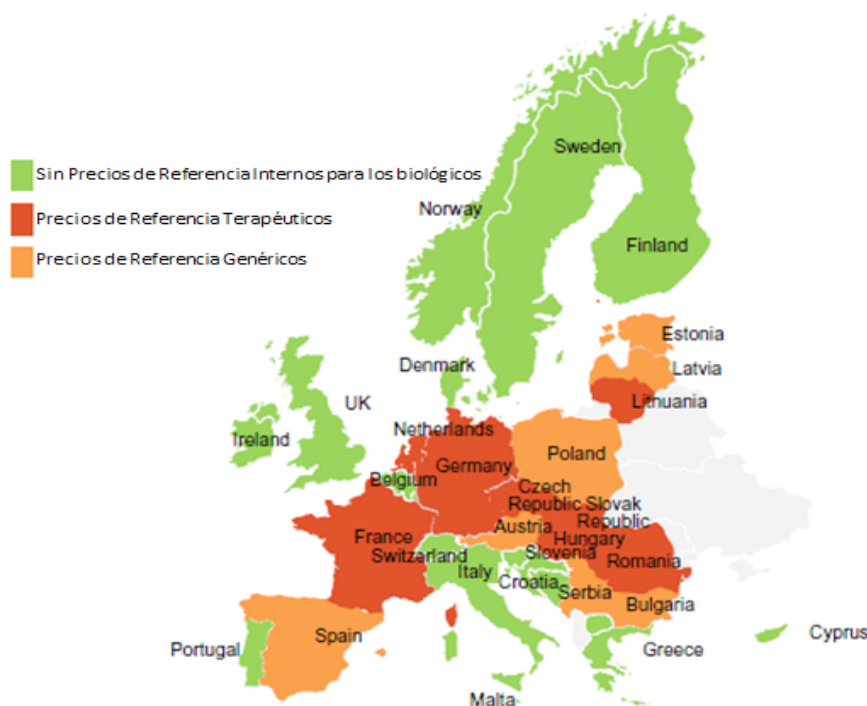 Sin Precios de Referencia Internos para los biológicos
Precios de Referencia Terapéuticos
Precios de Referencia Genéricos
Sweden
Norway
Finland
Estonia
Latvia
Lithuania
Denmark
UK
Ireland
Netherlands
Belgium
Germany
Poland
Czech
Republic Slovak
Republic
Austria
Hungary
France
Switzerland
Slovenia
Romania
Italy
Croatia
Serbia
Bulgaria
Spain
Portugal
Greece
Cyprus
Malta